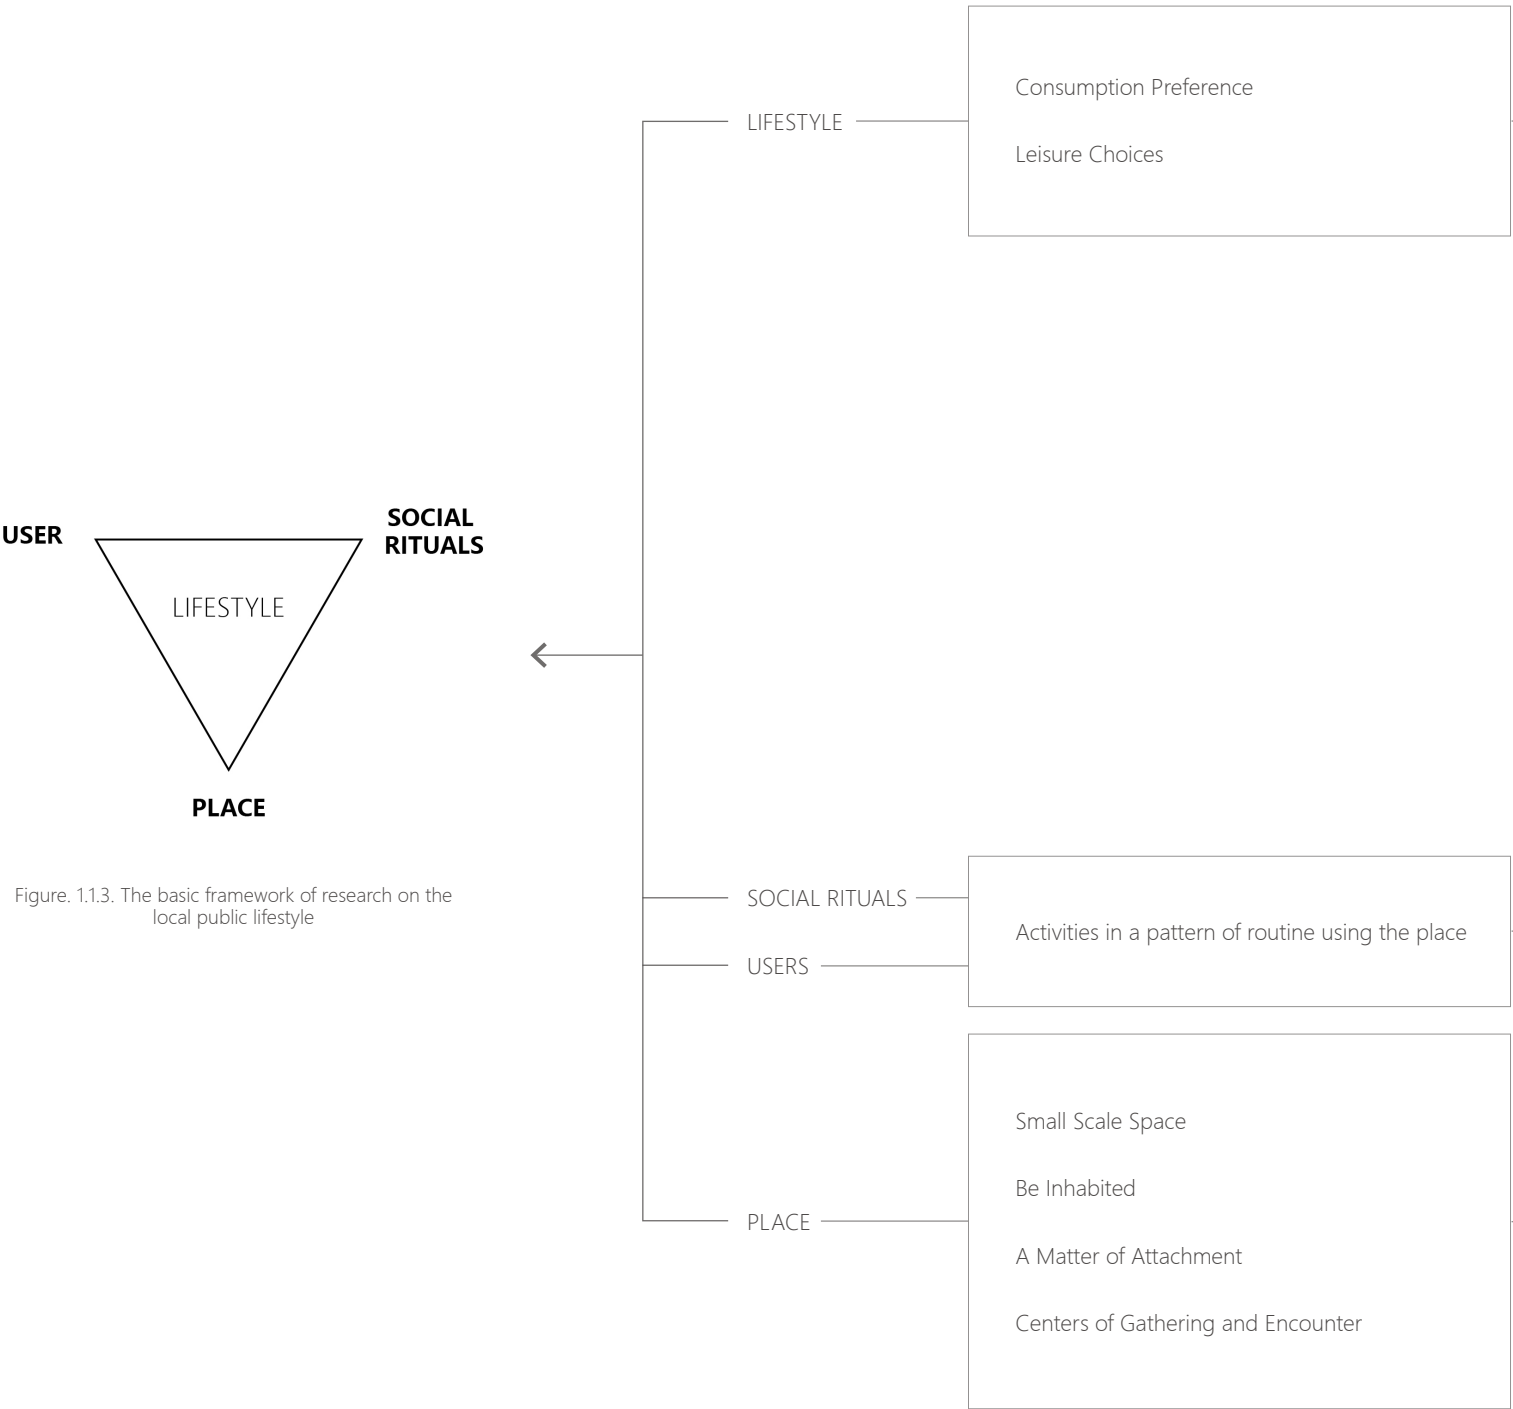 USER
SOCIAL
RITUALS
LIFESTYLE
PLACE
Figure. 1.1.3. The basic framework of research on the
local public lifestyle
LIFESTYLE
Consumption Preference
Leisure Choices
SOCIAL RITUALS
USERS
Activities in a pattern of routine using the place
PLACE
Small Scale Space
Be Inhabited
A Matter of Attachment
Centers of Gathering and Encounter